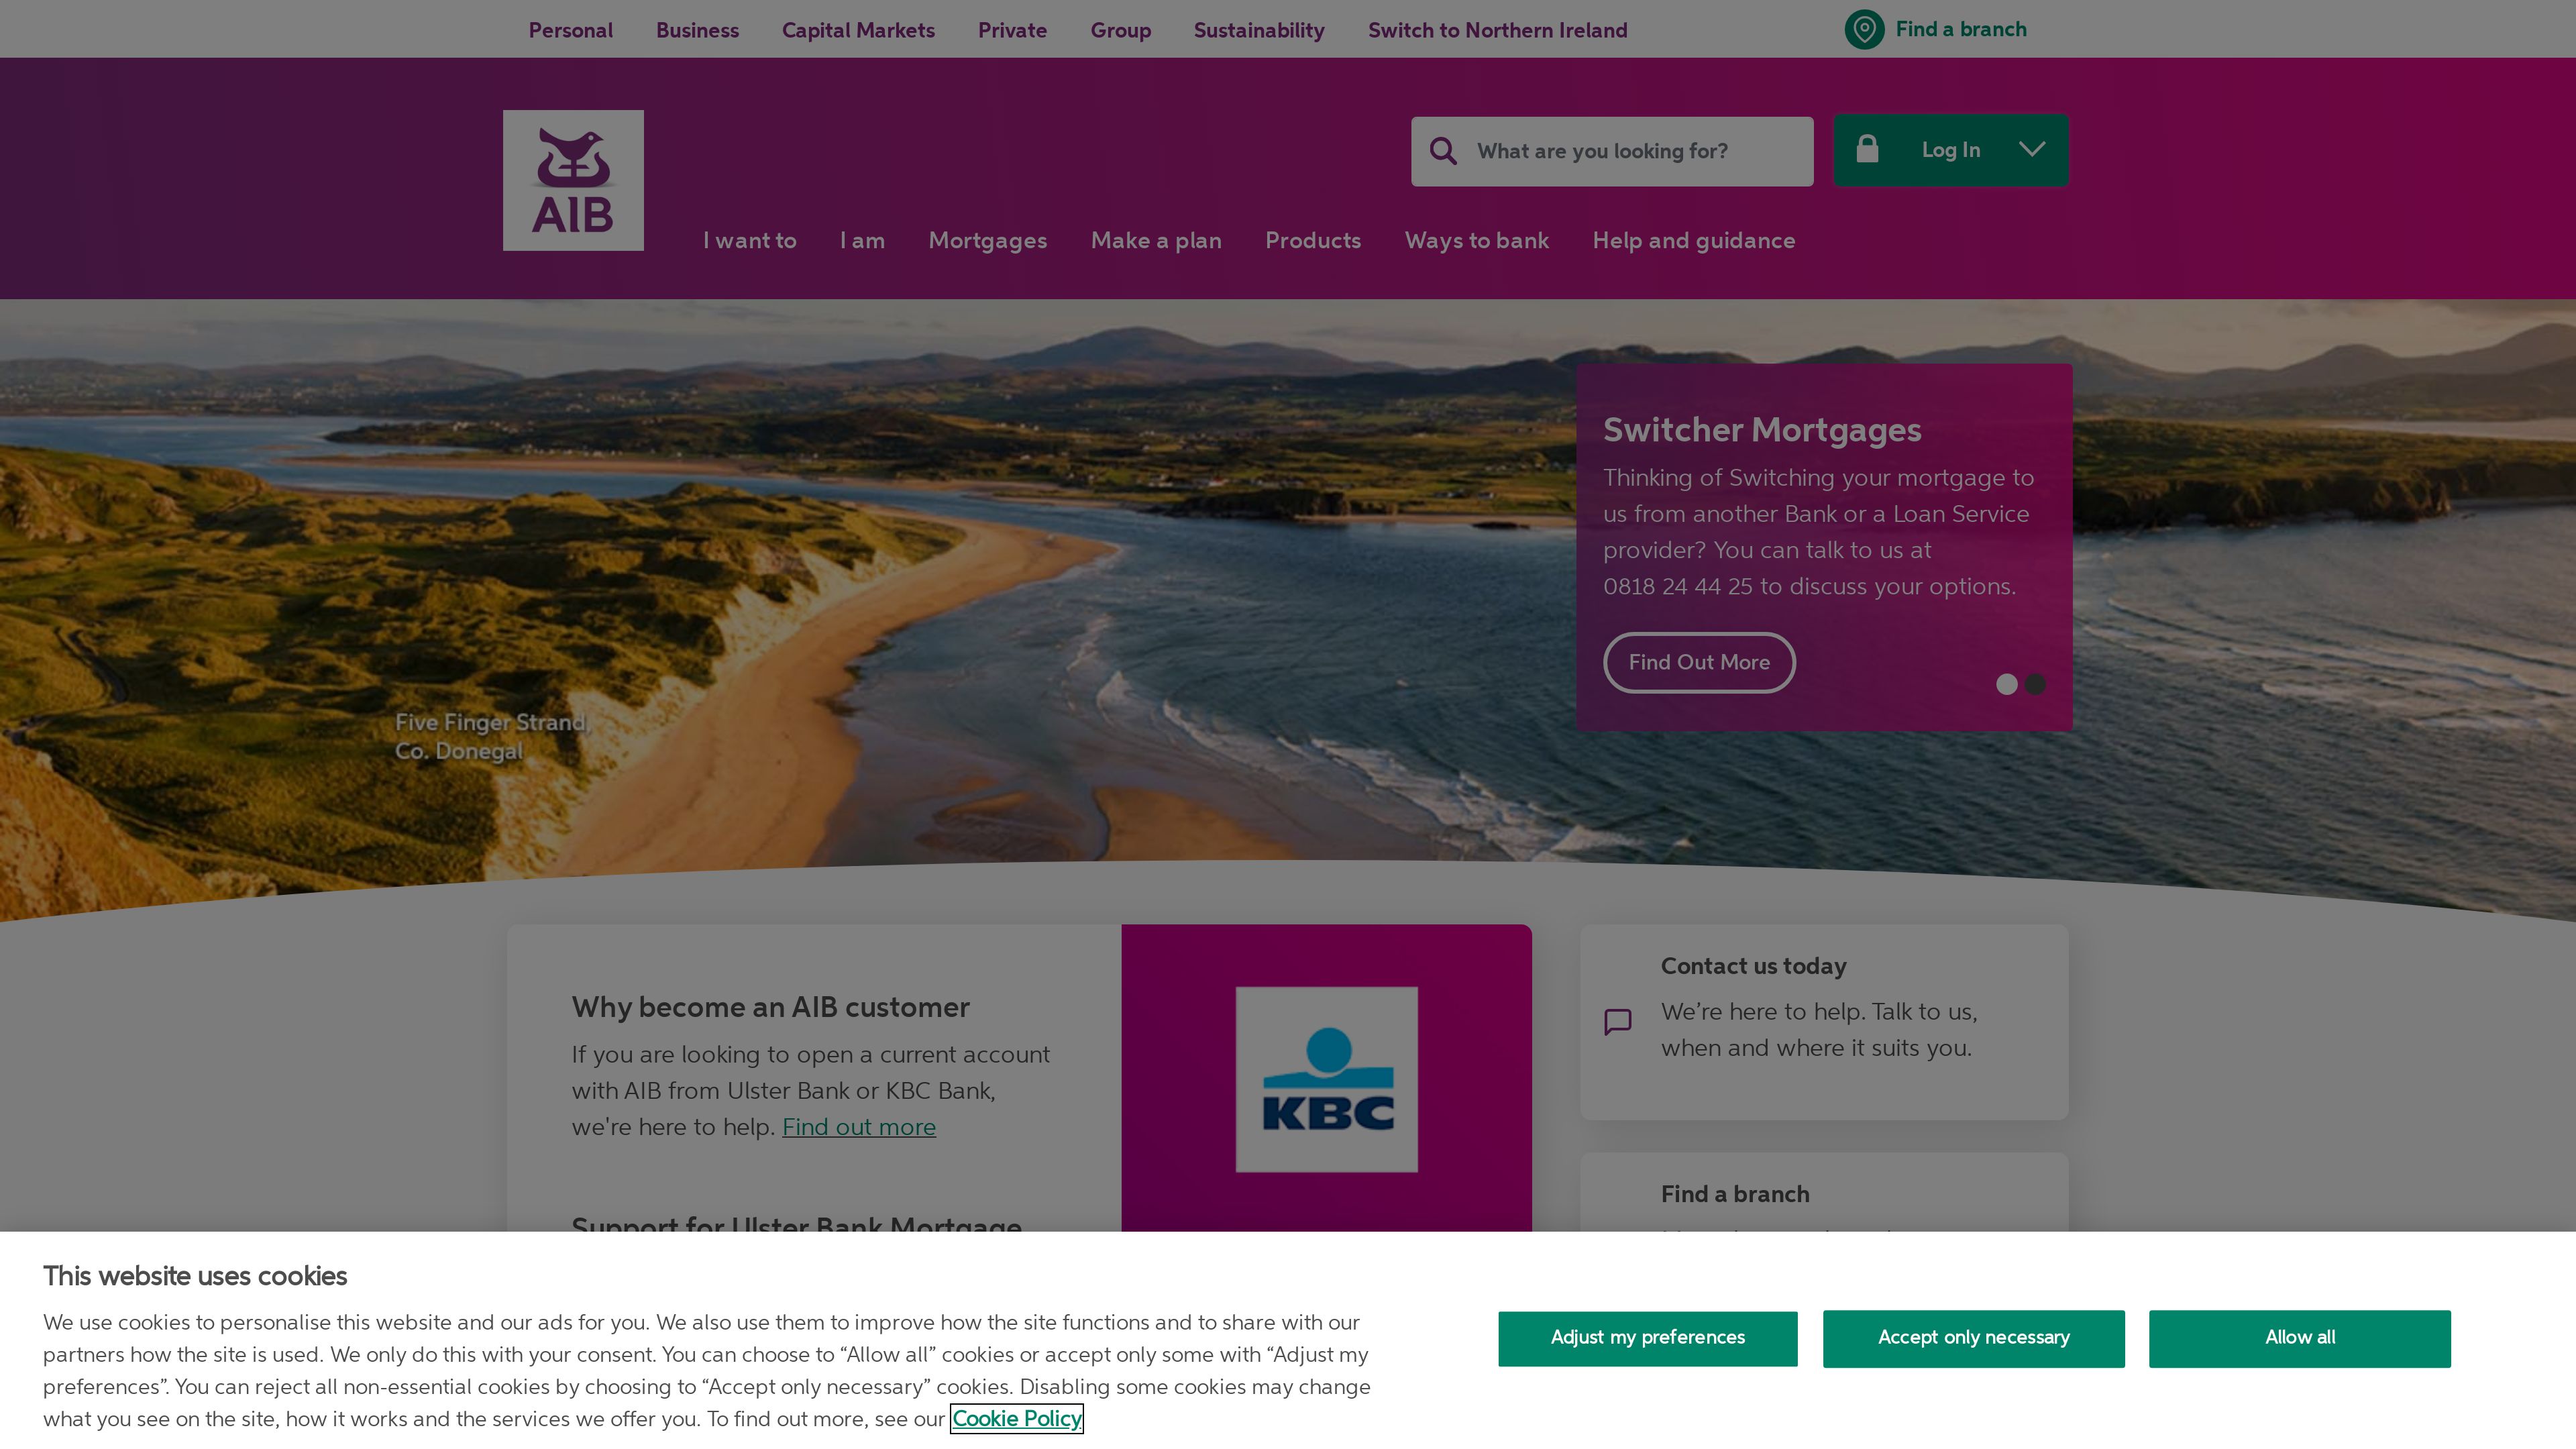 Personal Business Capital Markets Private Group Sustainability Switch to Northern Ireland Find a branch
What are you looking for? Log In
AIB
I want to I am Mortgages Make a plan Products Ways to bank Help and guidance
Switcher Mortgages
Thinking of Switching your mortgage to
us from another Bank or a Loan Service
provider? You can talk to us at
0818 24 44 25 to discuss your options.
Find Out More
Five Finger Strand,
Co. Donegal
Why become an AIB customer
If you are looking to open a current account
with AIB from Ulster Bank or KBC Bank,
we're here to help. Find out more
Support for Ulster Bank Mortgage
KBC
Contact us today
We’re here to help. Talk to us,
when and where it suits you.
Find a branch
This website uses cookies
We use cookies to personalise this website and our ads for you. We also use them to improve how the site functions and to share with our
partners how the site is used. We only do this with your consent. You can choose to “Allow all” cookies or accept only some with “Adjust my
preferences”. You can reject all non-essential cookies by choosing to “Accept only necessary” cookies. Disabling some cookies may change
what you see on the site, how it works and the services we offer you. To find out more, see our Cookie Policy
Adjust my preferences Accept only necessary Allow all